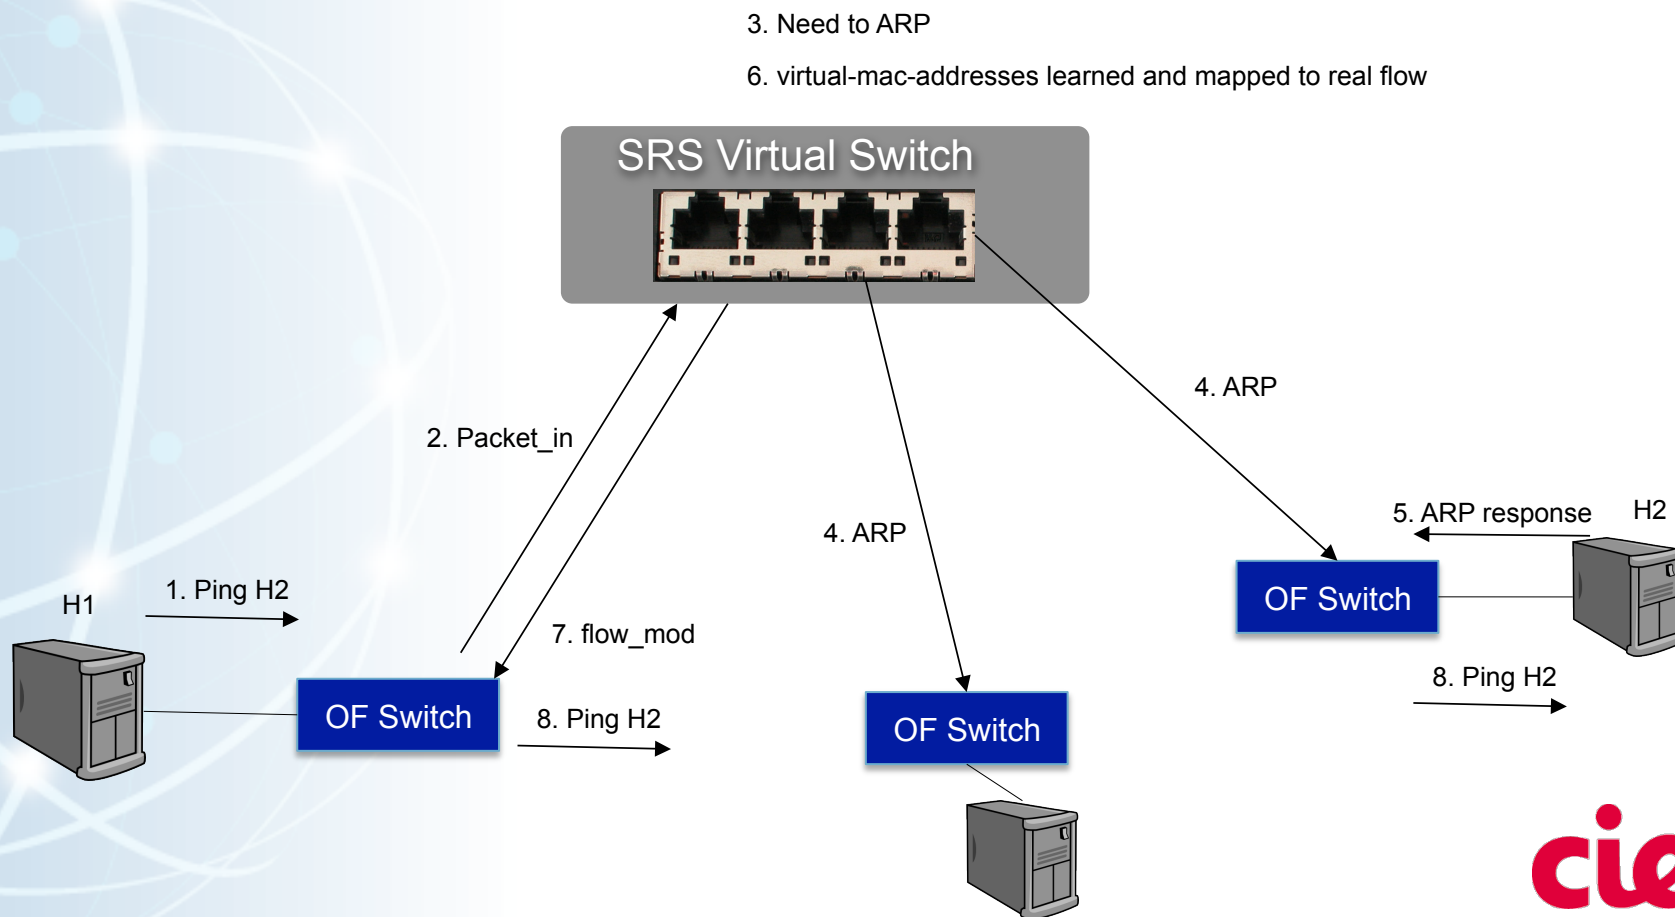 3. Need to ARP
6. virtual-mac-addresses learned and mapped to real flow
SRS Virtual Switch
4. ARP
2. Packet_in
5. ARP response
H2
4. ARP
1. Ping H2
H1
OF Switch
7. flow_mod
8. Ping H2
OF Switch
8. Ping H2
OF Switch